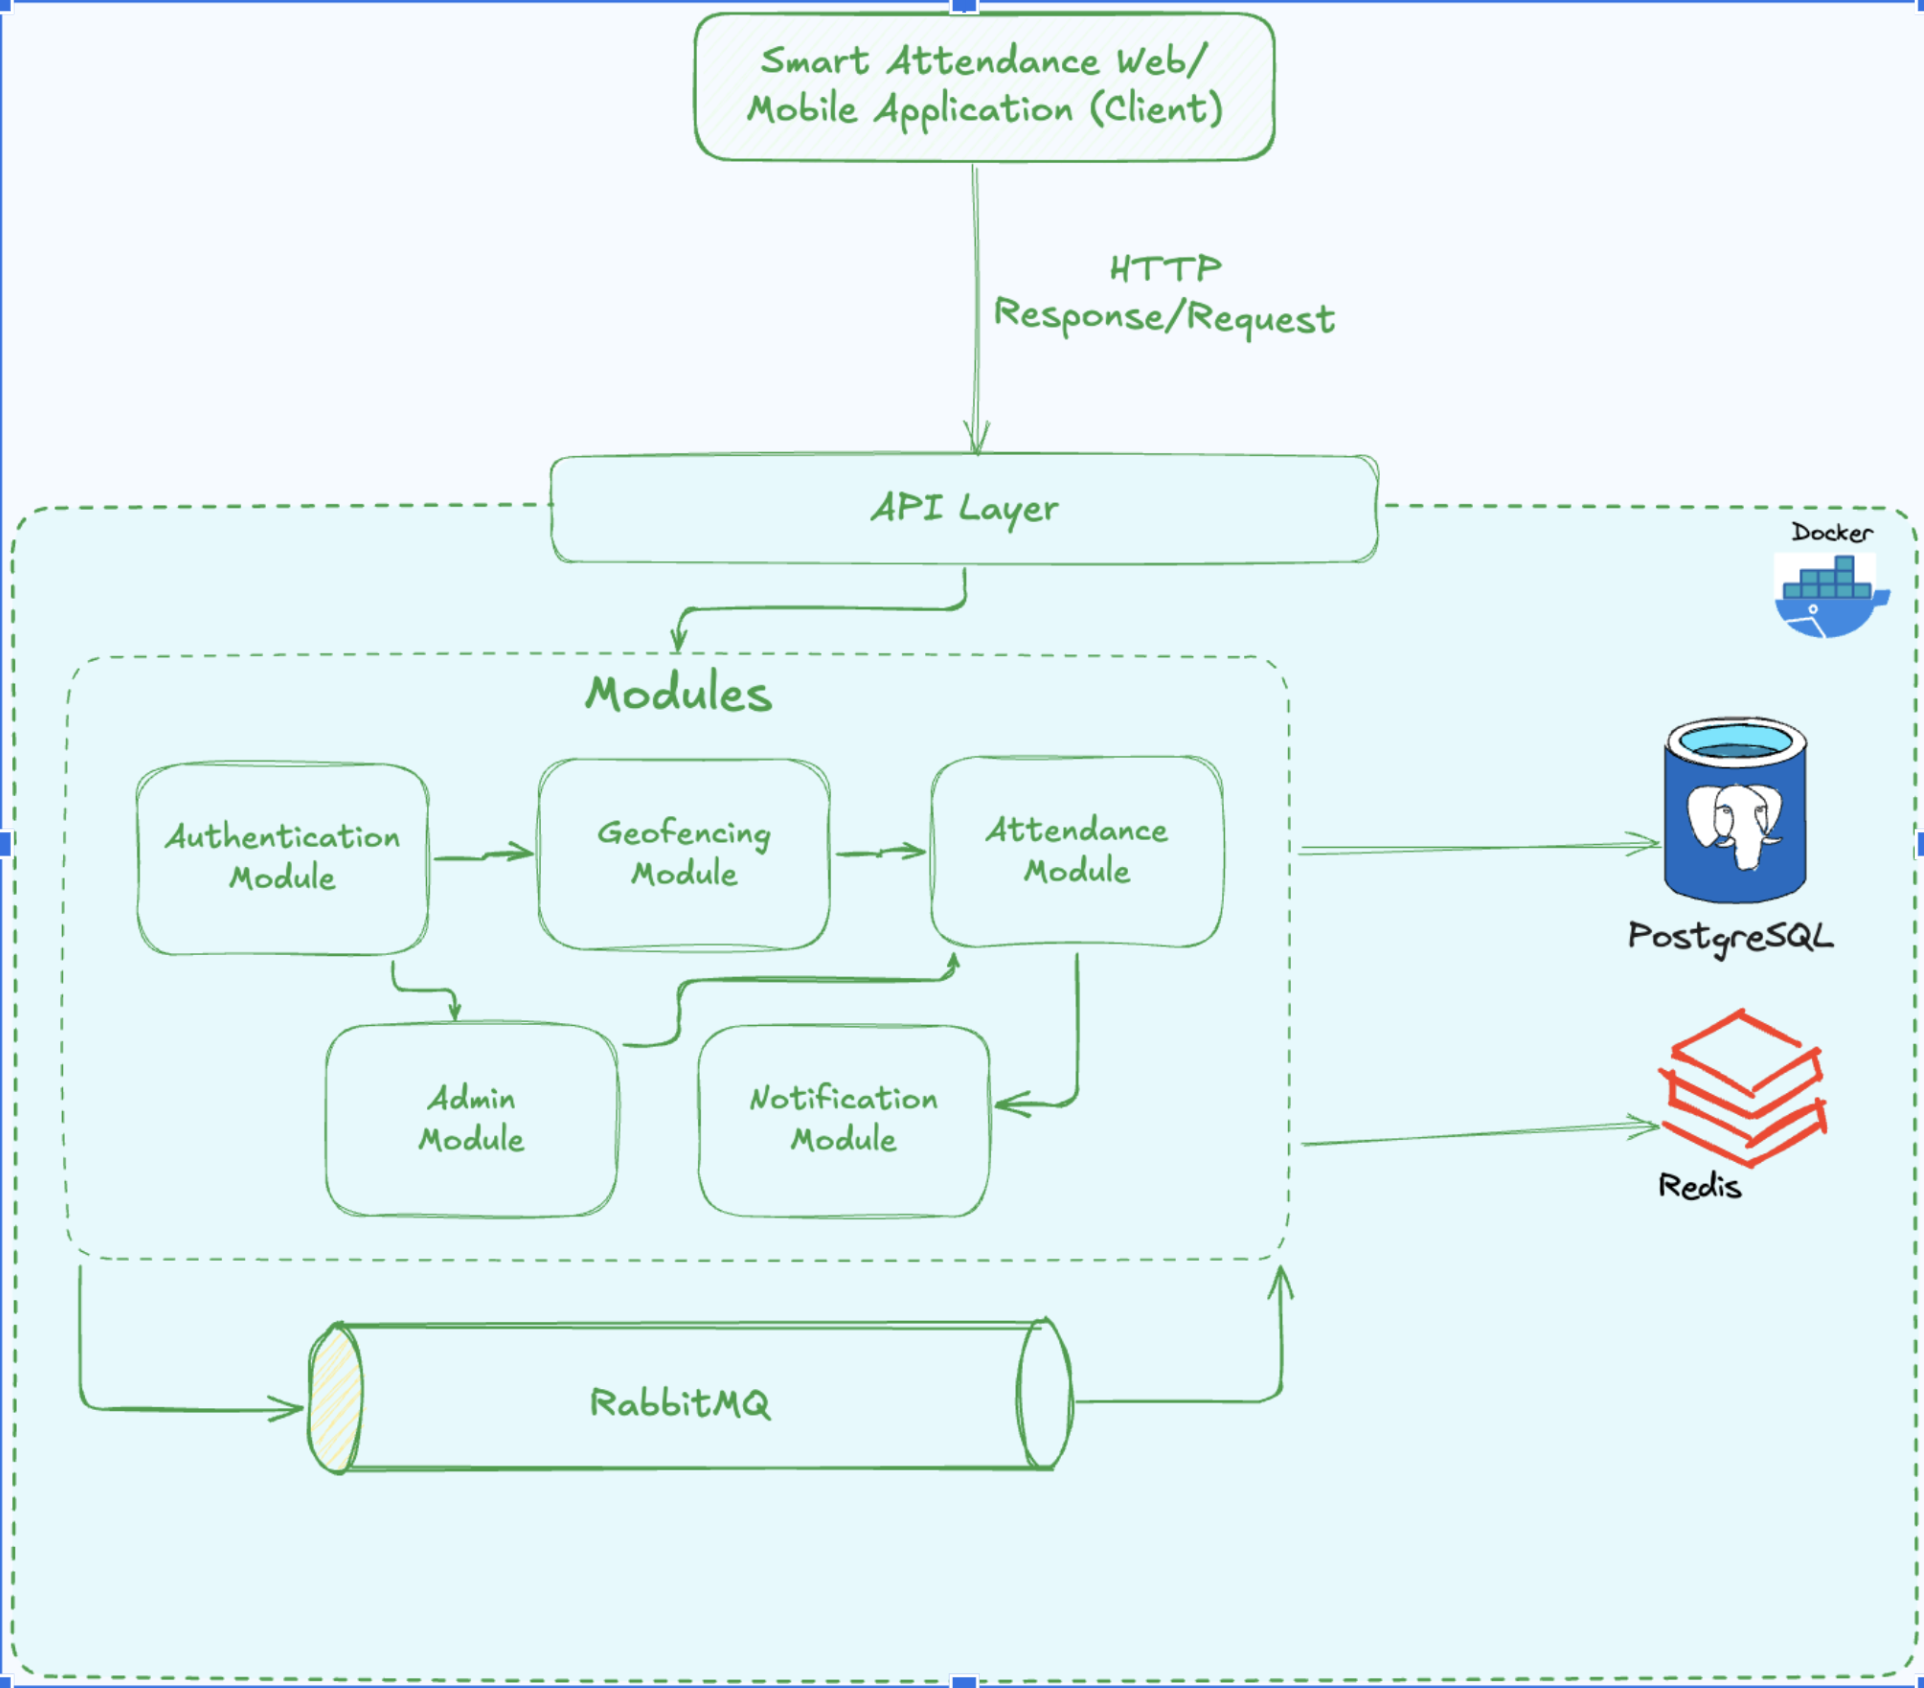 Smart Attendance Web/
Mobile Application (Client)
HTTP
Response/Request
API Layer
Docker
Modules
Authentication
Module
Geofencing
Module
Attendance
Module
PostgreSQL
Admin
Module
Notification
Module
Redis
RabbitMQ